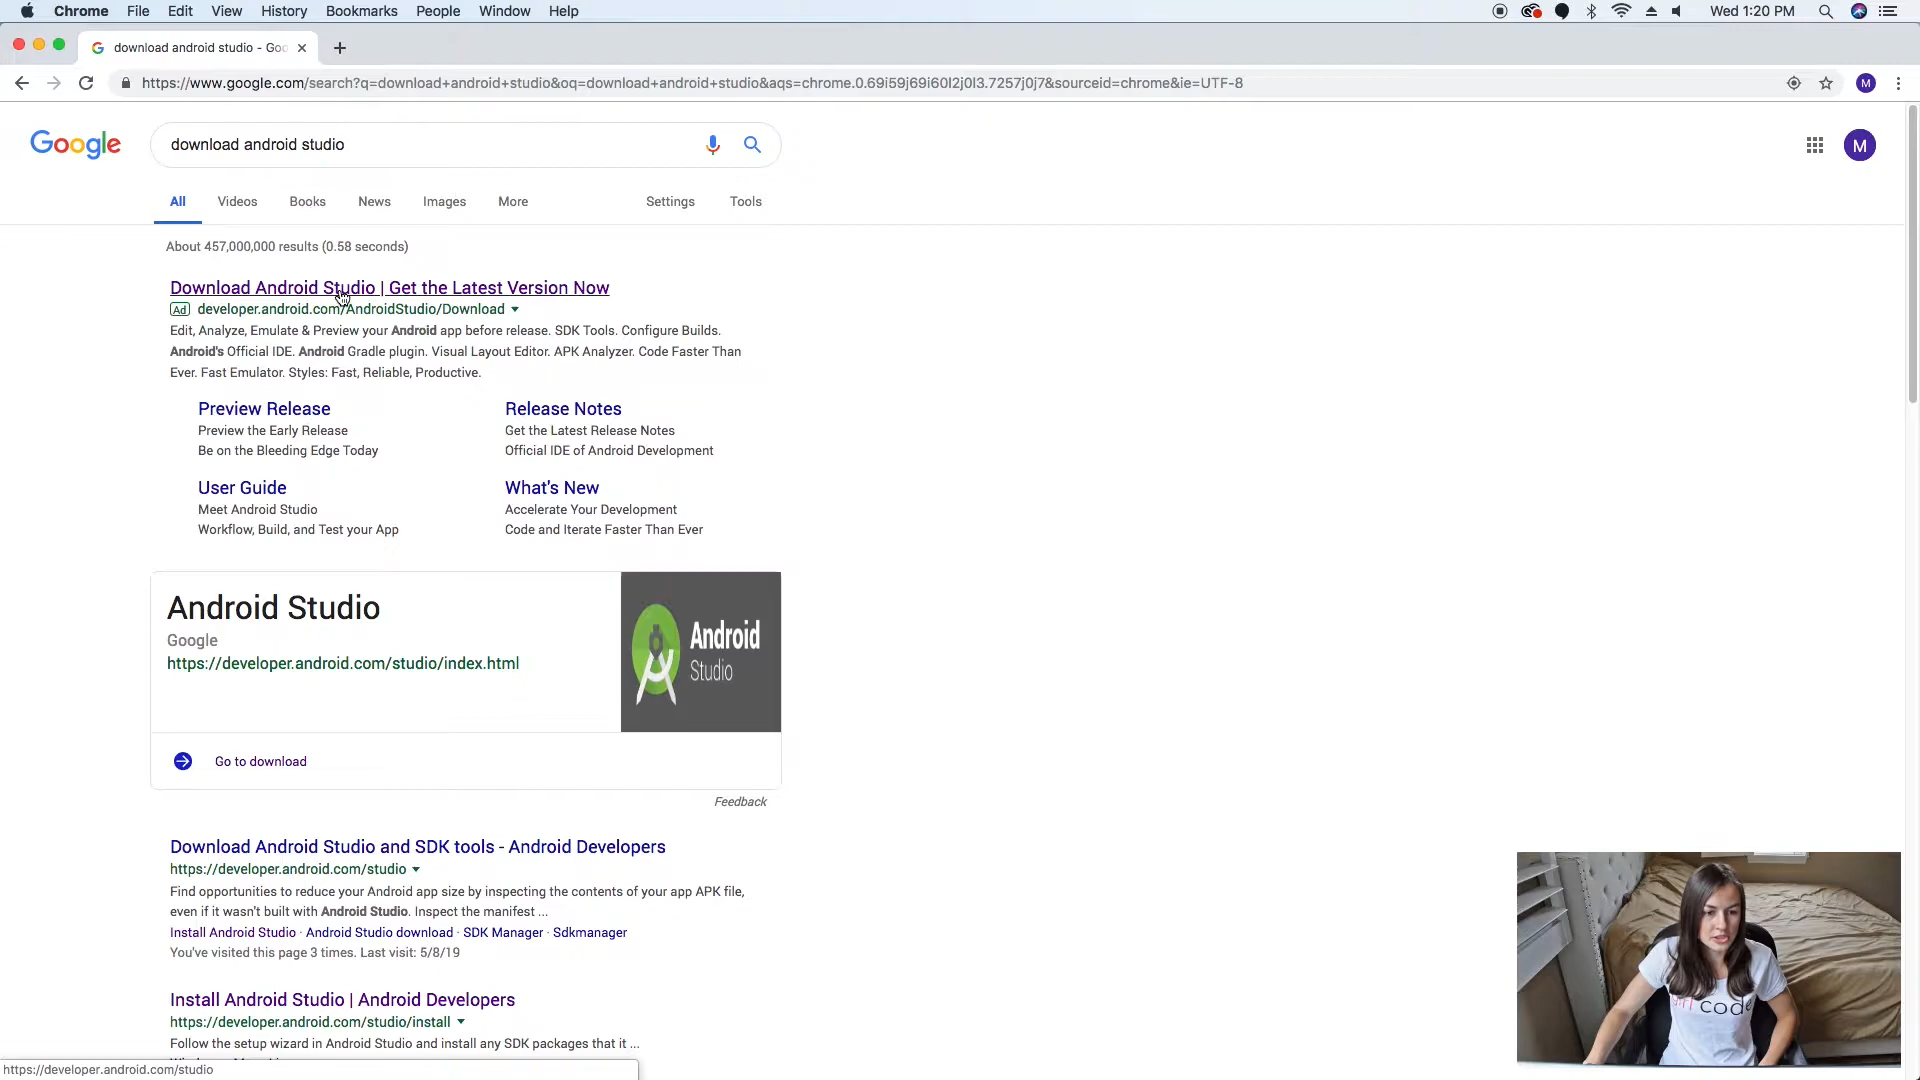 Chrome File Edit View History Bookmarks People Window Help
Wed 1:20 PM
download android studio - Goo
https://www.google.com/search?q=download+android+studio&oq=download+android+studio&aqs=chrome.0.69i59j69i60l2j0l3.7257j0j7&sourceid=chrome&ie=UTF-8
M
Google
download android studio
M
All Videos Books News Images More Settings Tools
About 457,000,000 results (0.58 seconds)
Download Android Studio | Get the Latest Version Now
Ad developer.android.com/AndroidStudio/Download
Edit, Analyze, Emulate & Preview your Android app before release. SDK Tools. Configure Builds.
Android's Official IDE. Android Gradle plugin. Visual Layout Editor. APK Analyzer. Code Faster Than
Ever. Fast Emulator. Styles: Fast, Reliable, Productive.
Preview Release
Preview the Early Release
Be on the Bleeding Edge Today
Release Notes
Get the Latest Release Notes
Official IDE of Android Development
User Guide
Meet Android Studio
Workflow, Build, and Test your App
What's New
Accelerate Your Development
Code and Iterate Faster Than Ever
Android Studio
Google
https://developer.android.com/studio/index.html
Android
Studio
Go to download
Feedback
Download Android Studio and SDK tools - Android Developers
https://developer.android.com/studio
Find opportunities to reduce your Android app size by inspecting the contents of your app APK file,
even if it wasn't built with Android Studio. Inspect the manifest ...
Install Android Studio · Android Studio download · SDK Manager · Sdkmanager
You've visited this page 3 times. Last visit: 5/8/19
Install Android Studio | Android Developers
https://developer.android.com/studio/install
Follow the setup wizard in Android Studio and install any SDK packages that it ...
https://developer.android.com/studio
code